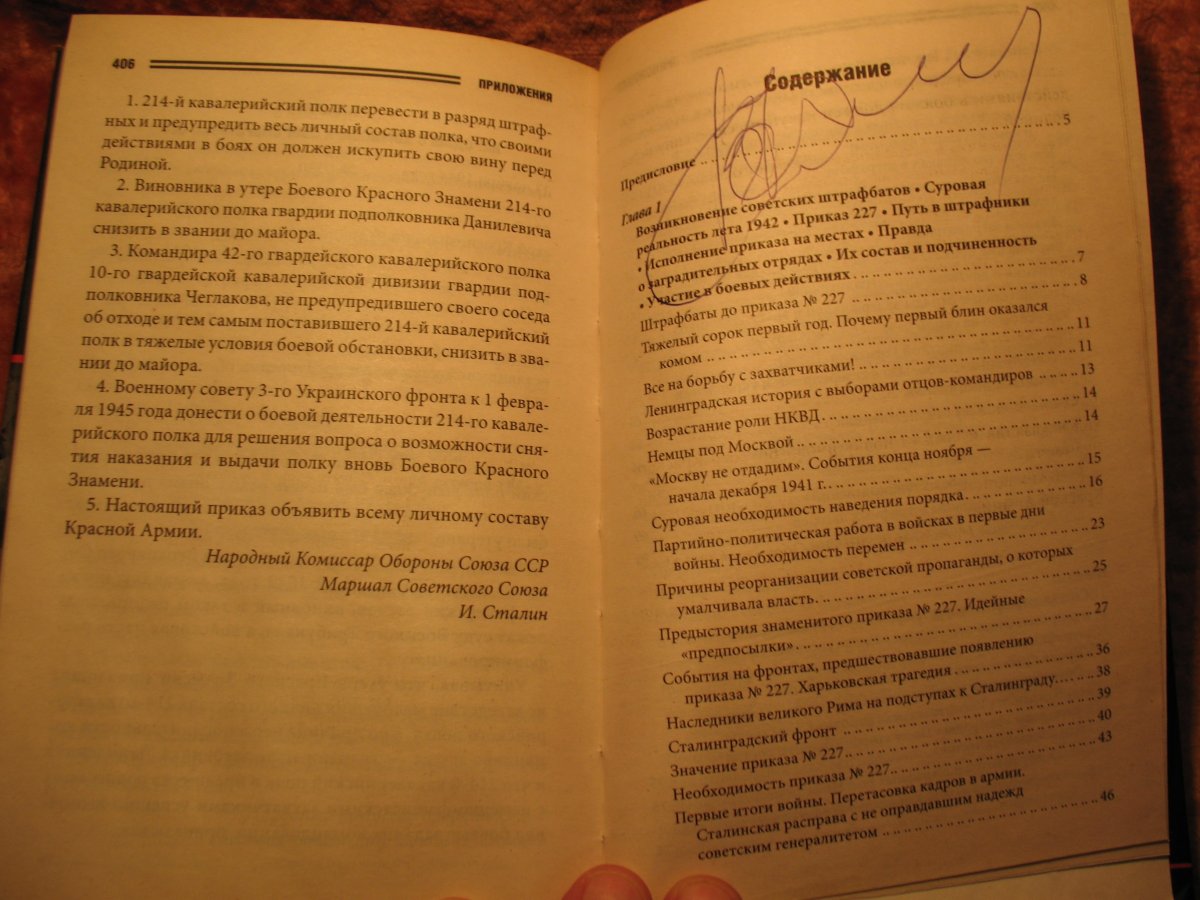 406
ПРИЛОЖЕНИЯ
1. 214-й кавалерийский полк перевести в разряд штраф-
ных и предупредить весь личный состав полка, что своими
действиями в боях он должен искупить свою вину перед
Родиной.
2. Виновника в утере Боевого Красного Знамени 214-го
кавалерийского полка гвардии подполковника Данилевича
снизить в звании до майора.
3. Командира 42-го гвардейского кавалерийского полка
10-го гвардейской кавалерийской дивизии гвардии под-
полковника Чеглакова, не предупредившего своего соседа
об отходе и тем самым поставившего 214-й кавалерийский
полк в тяжелые условия боевой обстановки, снизить в зва-
нии до майора.
4. Военному совету 3-го Украинского фронта к 1 февра-
ля 1945 года донести о боевой деятельности 214-го кавале-
рийского полка для решения вопроса о возможности сня-
тия наказания и выдачи полку вновь Боевого Красного
Знамени.
5. Настоящий приказ объявить всему личному составу
Красной Армии.
Народный Комиссар Обороны Союза ССР
Маршал Советского Союза
И. Сталин
Содержание
Предисловие . . . . . . . . . . . . . . . . . . . . 5
Глава 1
Возникновение советских штрафбатов • Суровая
реальность лета 1942 • Приказ 227 • Путь в штрафники
• Исполнение приказа на местах • Правда
о заградительных отрядах • Их состав и подчиненность
• Участие в боевых действиях . . . . . . . . . . . . 7
Штрафбаты до приказа № 227 . . . . . . . . . . . . 8
Тяжелый сорок первый год. Почему первый блин оказался
комом . . . . . . . . . . . . . . . . . . . . 11
Все на борьбу с захватчиками! . . . . . . . . . . . . 11
Ленинградская история с выборами отцов-командиров . . . . 13
Возрастание роли НКВД . . . . . . . . . . . . . . . . 14
Немцы под Москвой . . . . . . . . . . . . . . . . 14
«Москву не отдадим». События конца ноября —
начала декабря 1941 г. . . . . . . . . . . . . . . . . 15
Суровая необходимость наведения порядка . . . . . . . . 16
Партийно-политическая работа в войсках в первые дни
войны. Необходимость перемен . . . . . . . . . . . . 23
Причины реорганизации советской пропаганды, о которых
умалчивала власть . . . . . . . . . . . . . . . . 25
Предыстория знаменитого приказа № 227. Идейные
«предпосылки» . . . . . . . . . . . . . . . . 27
События на фронтах, предшествовавшие появлению
приказа № 227. Харьковская трагедия . . . . . . . . 36
Наследники великого Рима на подступах к Сталинграду . . . . 38
Сталинградский фронт . . . . . . . . . . . . . . . . 39
Значение приказа № 227 . . . . . . . . . . . . . . . . 40
Необходимость приказа № 227 . . . . . . . . . . . . 43
Первые итоги войны. Перетасовка кадров в армии.
Сталинская расправа с не оправдавшим надежд
советским генералитетом . . . . . . . . . . . . 46